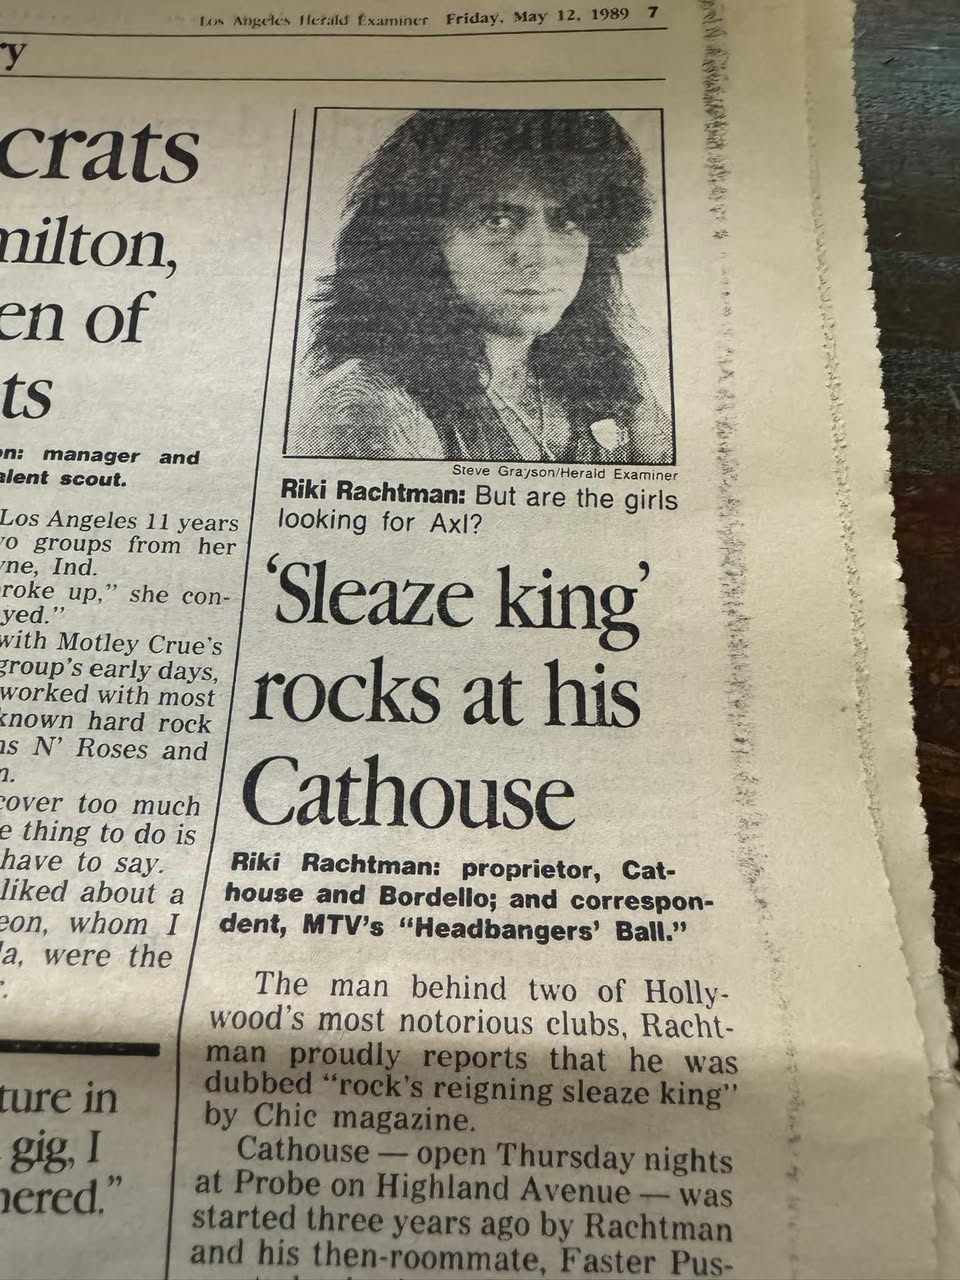 Los Angeles Herald Examiner Friday, May 12, 1989 7
ry
crats
milton,
en of
ts
on: manager and
alent scout.
Los Angeles 11 years
vo groups from her
yne, Ind.
roke up,” she con-
yed.”
with Motley Crue's
group's early days,
worked with most
known hard rock
ns N' Roses and
n.
cover too much
e thing to do is
have to say.
liked about a
eon, whom I
la, were the
r.
ture in
gig, I
nered.”
Steve Grayson/Herald Examiner
Riki Rachtman: But are the girls
looking for Axl?
‘Sleaze king’
rocks at his
Cathouse
Riki Rachtman: proprietor, Cat-
house and Bordello; and correspon-
dent, MTV's “Headbangers' Ball.”
The man behind two of Holly-
wood's most notorious clubs, Racht-
man proudly reports that he was
dubbed “rock's reigning sleaze king”
by Chic magazine.
Cathouse — open Thursday nights
at Probe on Highland Avenue — was
started three years ago by Rachtman
and his then-roommate, Faster Pus-